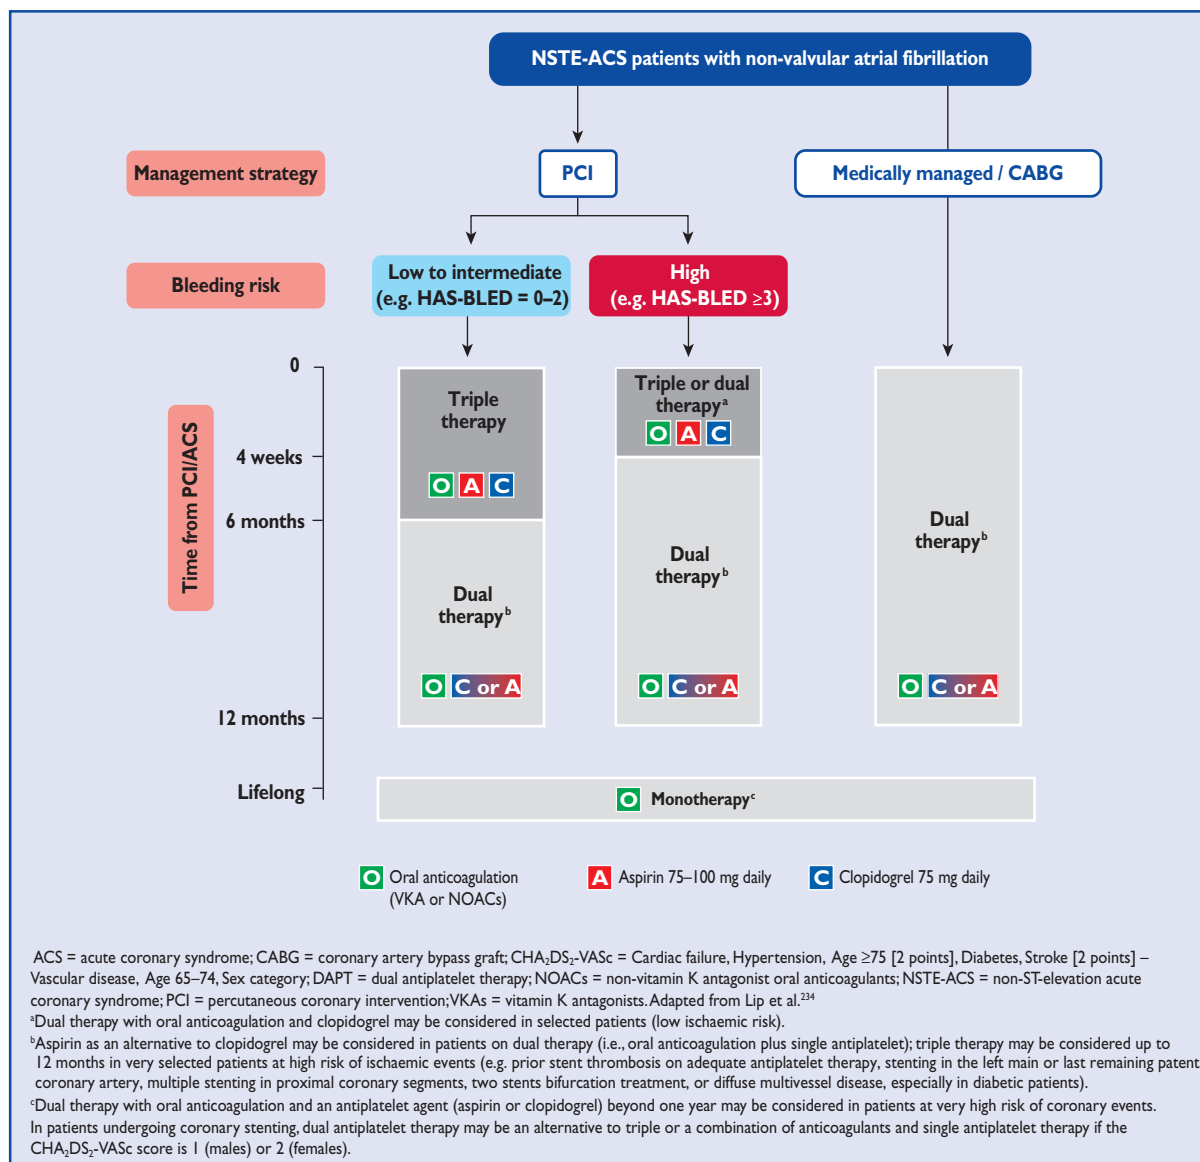 NSTE-ACS patients with non-valvular atrial fibrillation
Management strategy
PCI
Medically managed / CABG
Bleeding risk
Low to intermediate
(e.g. HAS-BLED = 0–2)
High
(e.g. HAS-BLED ≥3)
Time from PCI/ACS
0
4 weeks
6 months
12 months
Lifelong
Triple
therapy
O A C
Dual
therapyᵇ
O C or A
Triple or dual
therapyᵃ
O A C
Dual
therapyᵇ
O C or A
Dual
therapyᵇ
O C or A
O Monotherapyᶜ
O Oral anticoagulation
(VKA or NOACs)
A Aspirin 75–100 mg daily
C Clopidogrel 75 mg daily
ACS = acute coronary syndrome; CABG = coronary artery bypass graft; CHA₂DS₂-VASc = Cardiac failure, Hypertension, Age ≥75 [2 points], Diabetes, Stroke [2 points] –
Vascular disease, Age 65–74, Sex category; DAPT = dual antiplatelet therapy; NOACs = non-vitamin K antagonist oral anticoagulants; NSTE-ACS = non-ST-elevation acute
coronary syndrome; PCI = percutaneous coronary intervention; VKAs = vitamin K antagonists. Adapted from Lip et al.²³⁴
ᵃDual therapy with oral anticoagulation and clopidogrel may be considered in selected patients (low ischaemic risk).
ᵇAspirin as an alternative to clopidogrel may be considered in patients on dual therapy (i.e., oral anticoagulation plus single antiplatelet); triple therapy may be considered up to
12 months in very selected patients at high risk of ischaemic events (e.g. prior stent thrombosis on adequate antiplatelet therapy, stenting in the left main or last remaining patent
coronary artery, multiple stenting in proximal coronary segments, two stents bifurcation treatment, or diffuse multivessel disease, especially in diabetic patients).
ᶜDual therapy with oral anticoagulation and an antiplatelet agent (aspirin or clopidogrel) beyond one year may be considered in patients at very high risk of coronary events.
In patients undergoing coronary stenting, dual antiplatelet therapy may be an alternative to triple or a combination of anticoagulants and single antiplatelet therapy if the
CHA₂DS₂-VASc score is 1 (males) or 2 (females).